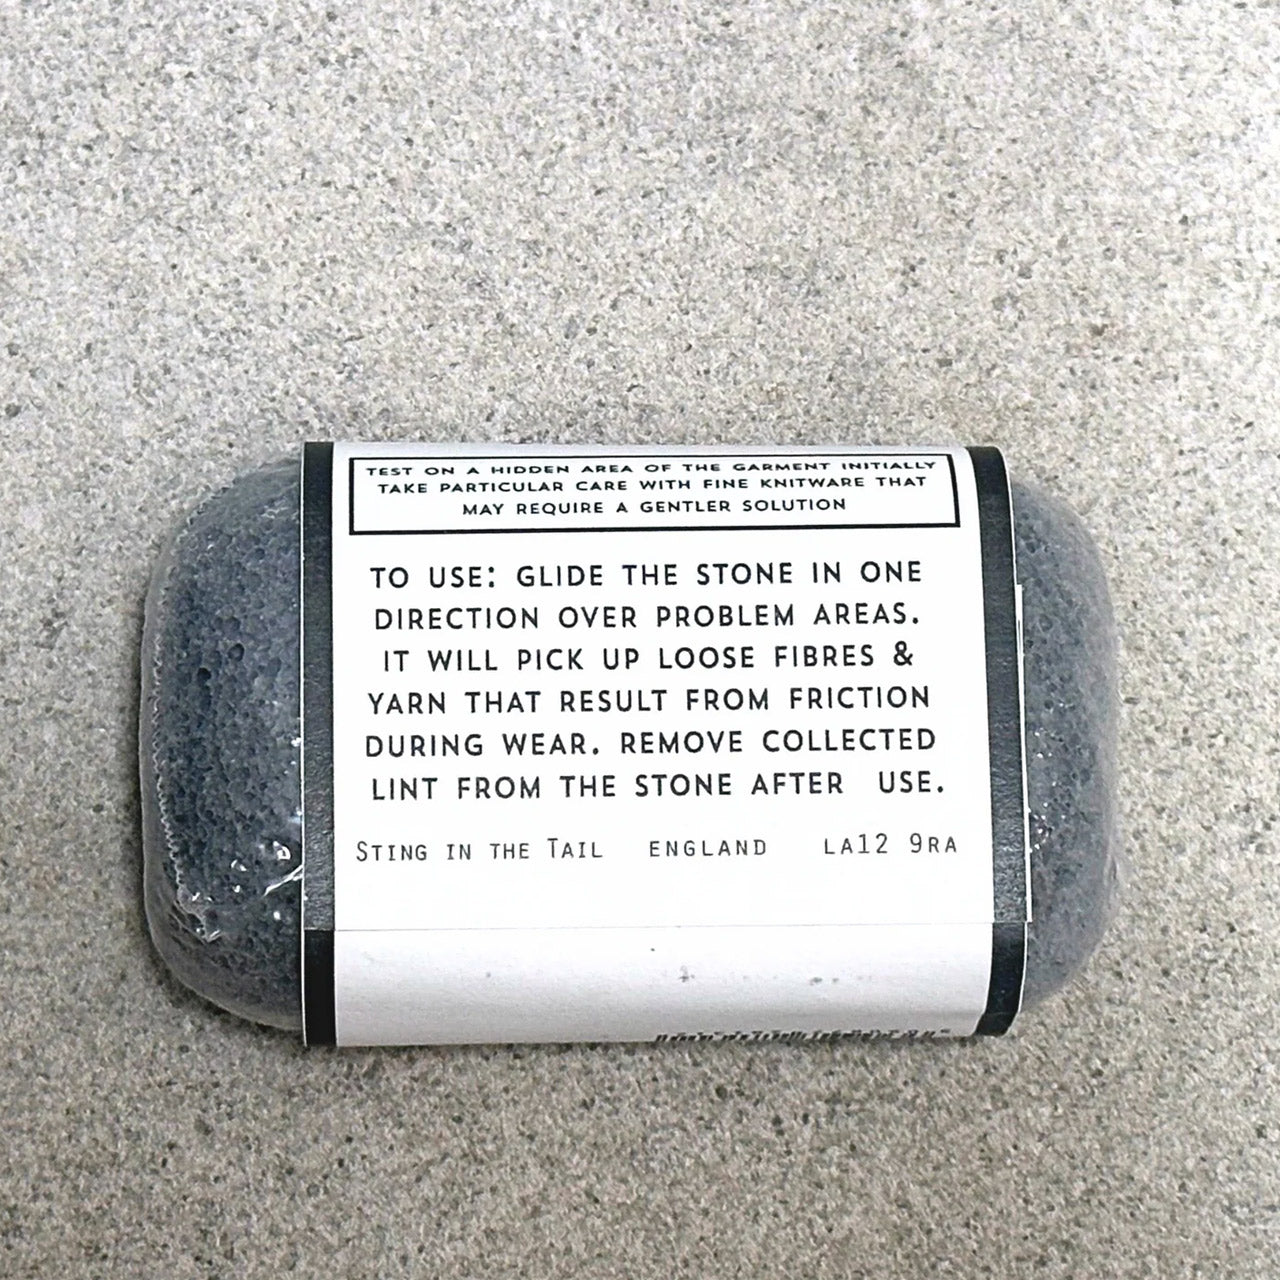 TEST ON A HIDDEN AREA OF THE GARMENT INITIALLY
TAKE PARTICULAR CARE WITH FINE KNITWARE THAT
MAY REQUIRE A GENTLER SOLUTION
TO USE: GLIDE THE STONE IN ONE
DIRECTION OVER PROBLEM AREAS.
IT WILL PICK UP LOOSE FIBRES &
YARN THAT RESULT FROM FRICTION
DURING WEAR. REMOVE COLLECTED
LINT FROM THE STONE AFTER USE.
STING IN THE TAIL ENGLAND LA12 9RA